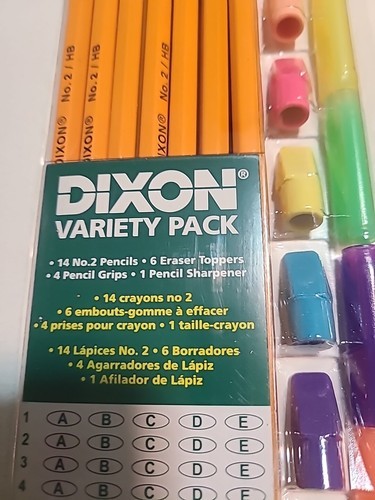 No. 2 / HB
No. 2 / HB
No. 2 / HB
DIXON®
DIXON®
DIXON®
DIXON®
VARIETY PACK
• 14 No.2 Pencils • 6 Eraser Toppers
• 4 Pencil Grips • 1 Pencil Sharpener
• 14 crayons no 2
• 6 embouts-gomme à effacer
• 4 prises pour crayon • 1 taille-crayon
• 14 Lápices No. 2 • 6 Borradores
• 4 Agarradores de Lápiz
• 1 Afilador de Lápiz
1 A B C D E
2 A B C D E
3 A B C D E
4 A B C D E